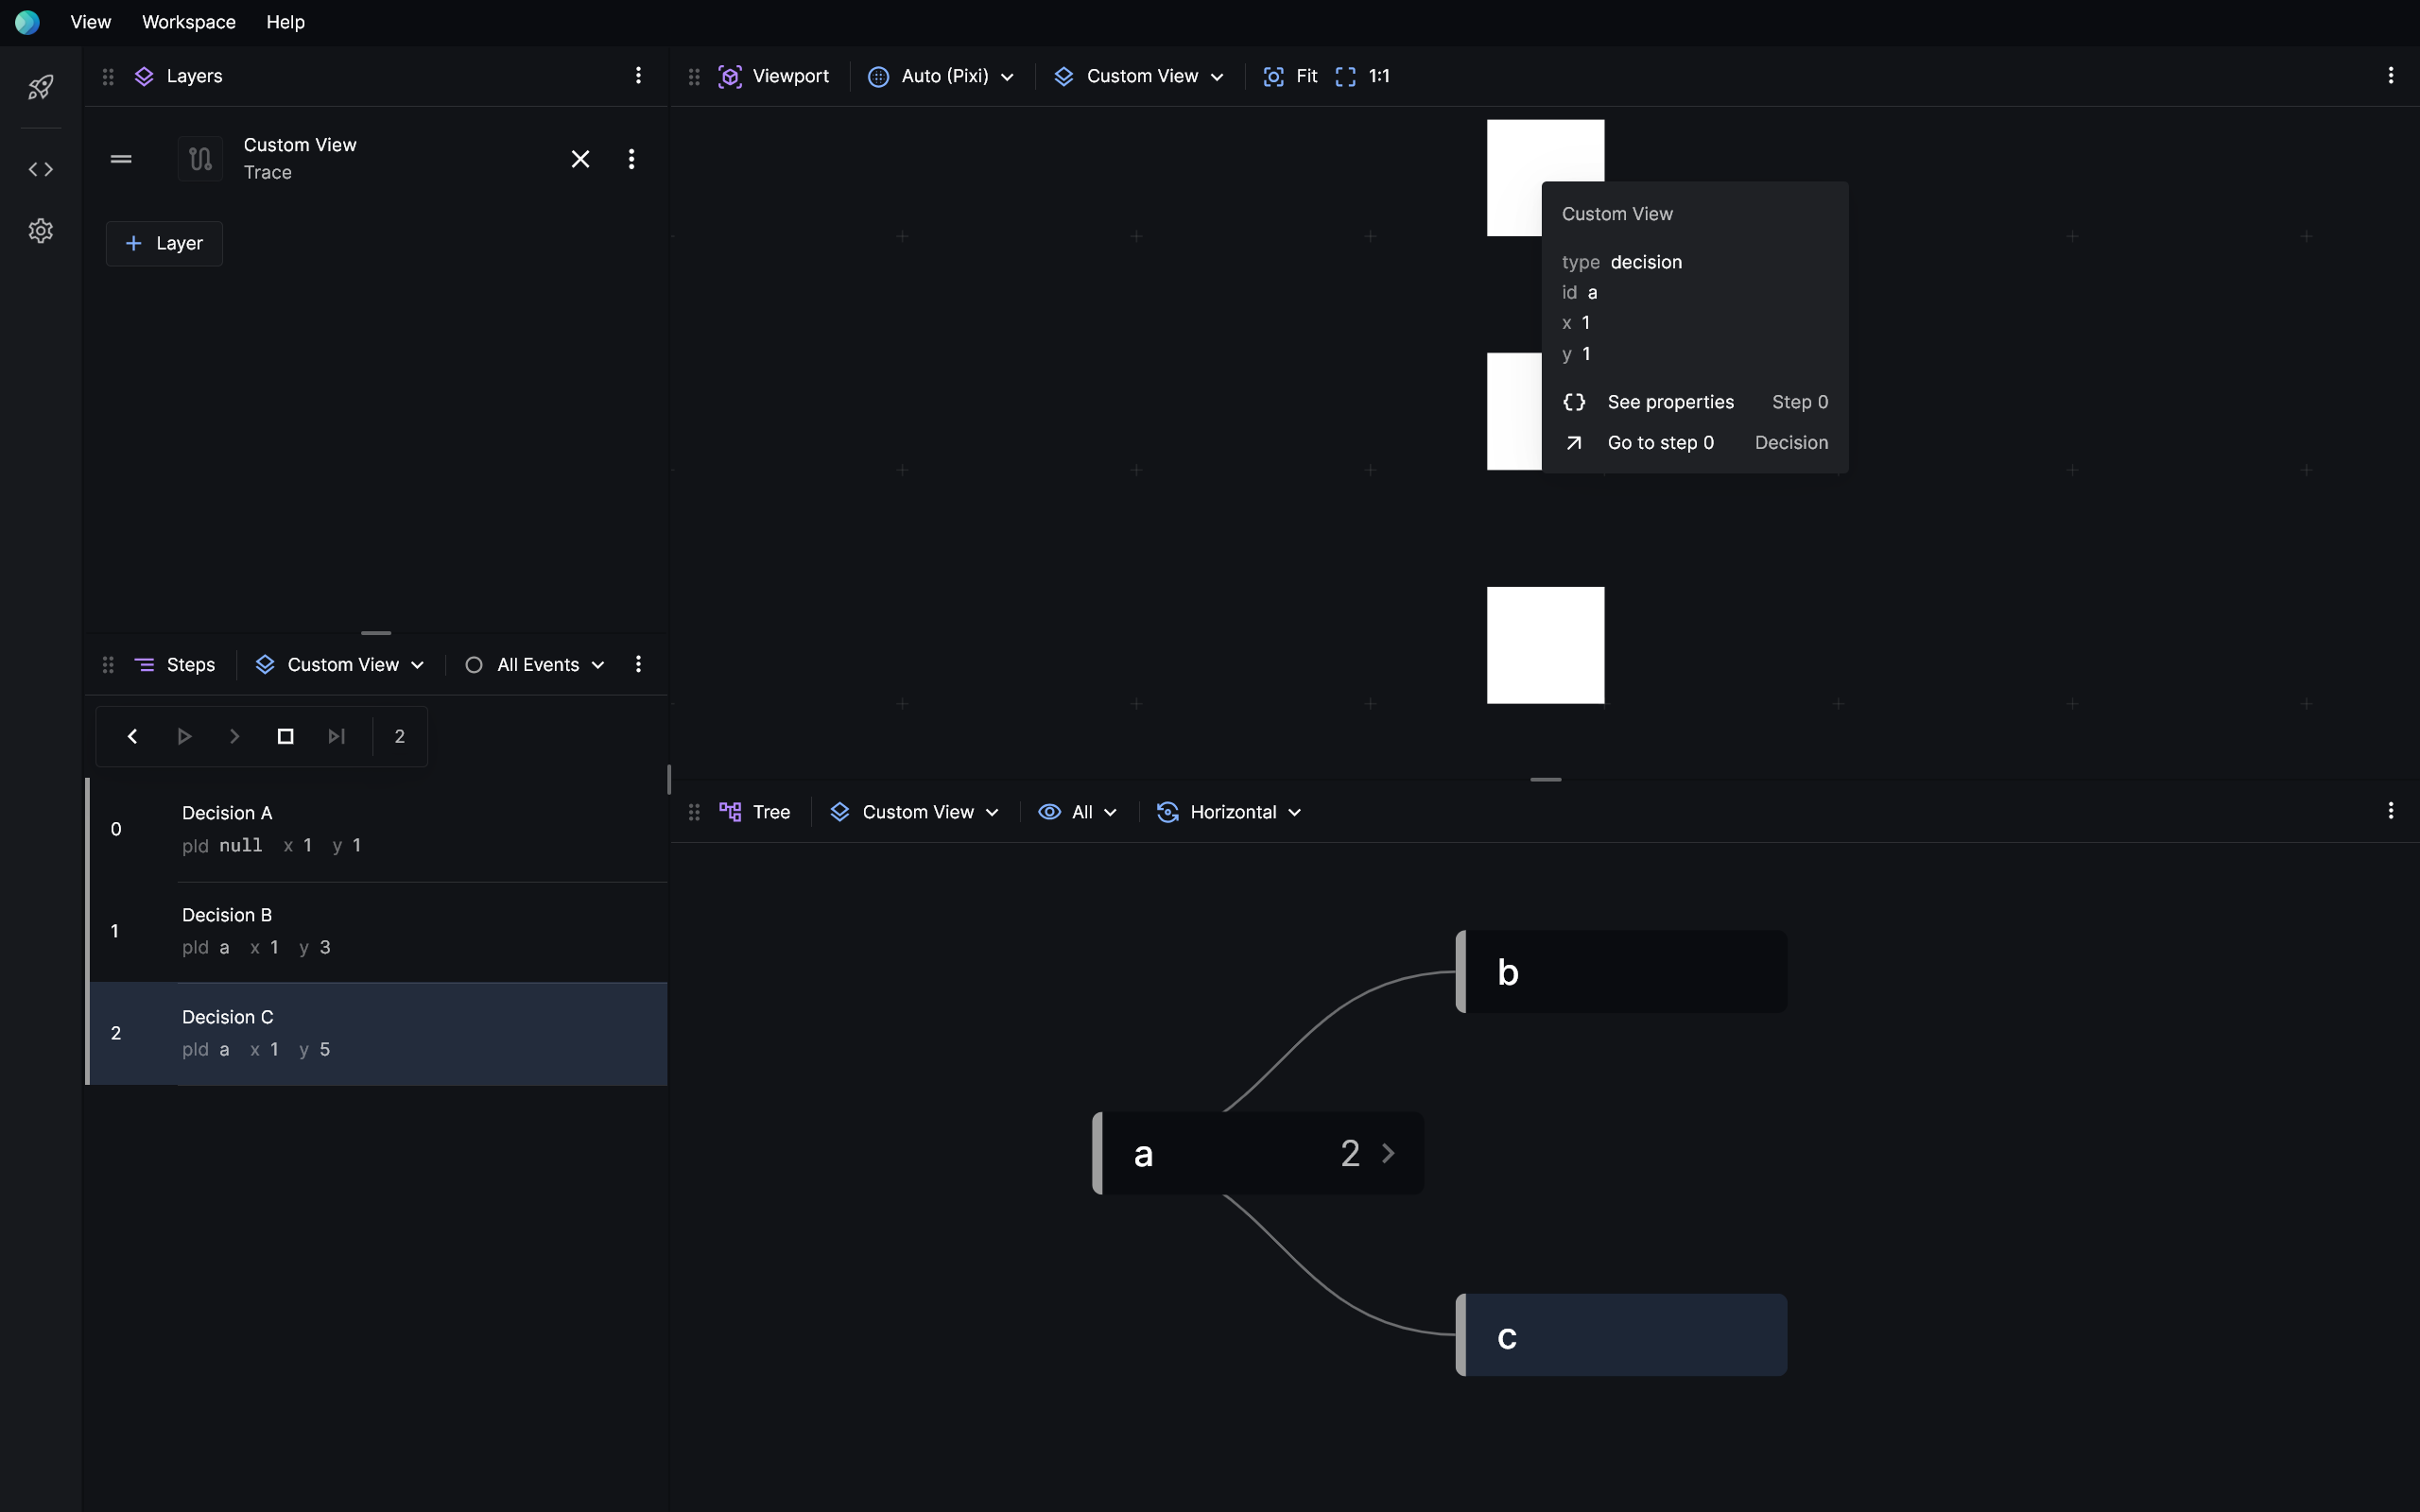 View Workspace Help
Layers
Custom View
Trace
Layer
Steps Custom View All Events
2
0 Decision A
pId null x 1 y 1
1 Decision B
pId a x 1 y 3
2 Decision C
pId a x 1 y 5
Viewport Auto (Pixi) Custom View Fit 1:1
Custom View
type decision
id a
x 1
y 1
See properties Step 0
Go to step 0 Decision
Tree Custom View All Horizontal
b
a 2
c